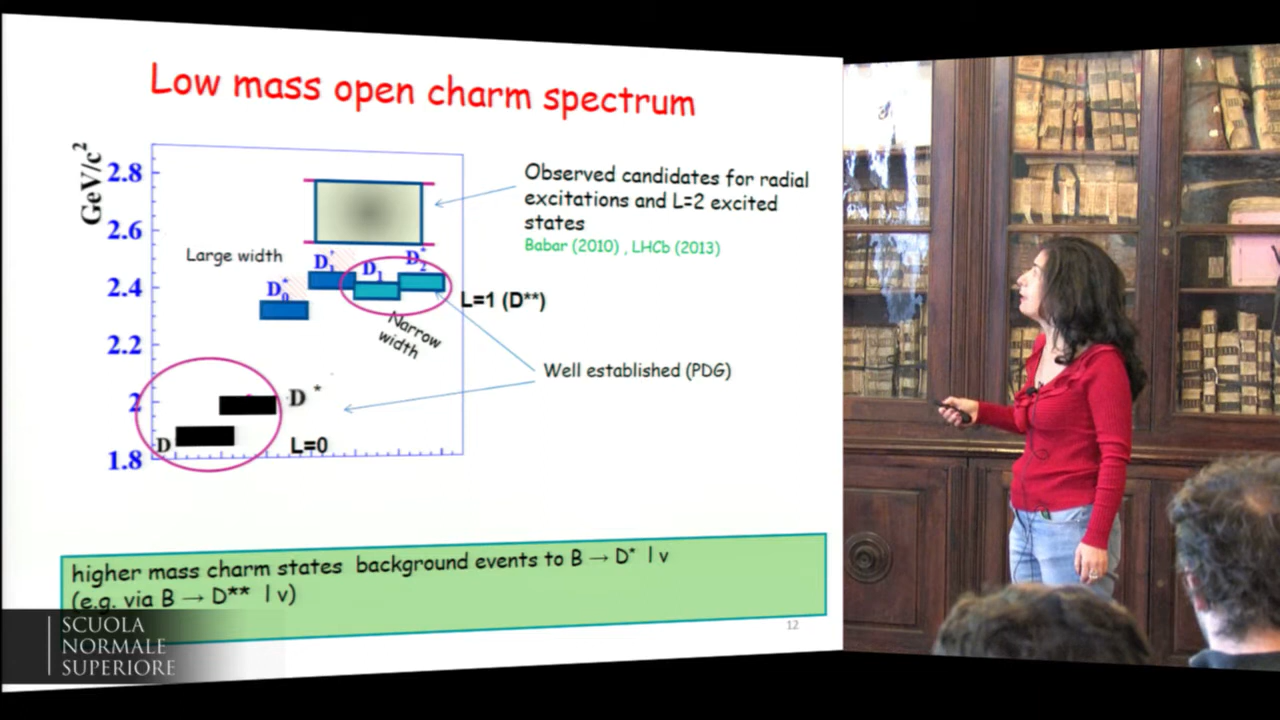 Low mass open charm spectrum
GeV/c²
2.8
2.6
2.4
2.2
2
1.8
Observed candidates for radial
excitations and L=2 excited
states
Babar (2010) , LHCb (2013)
Large width
D₁'
D₁
D₂*
D₀*
L=1 (D**)
Narrow
width
Well established (PDG)
D *
D
L=0
higher mass charm states background events to B → D* l ν
(e.g. via B → D** l ν)
12
SCUOLA
NORMALE
SUPERIORE